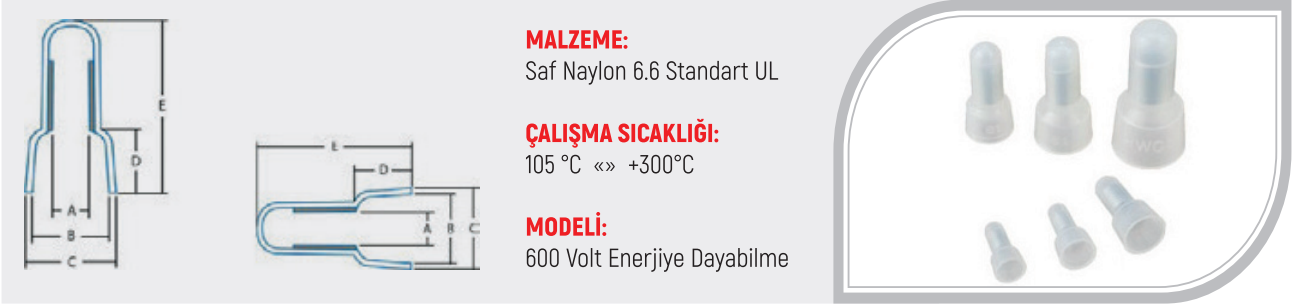 E
D
A
B
C
E
D
A
B
C
MALZEME:
Saf Naylon 6.6 Standart UL
ÇALIŞMA SICAKLIĞI:
105 °C «» +300°C
MODELİ:
600 Volt Enerjiye Dayabilme